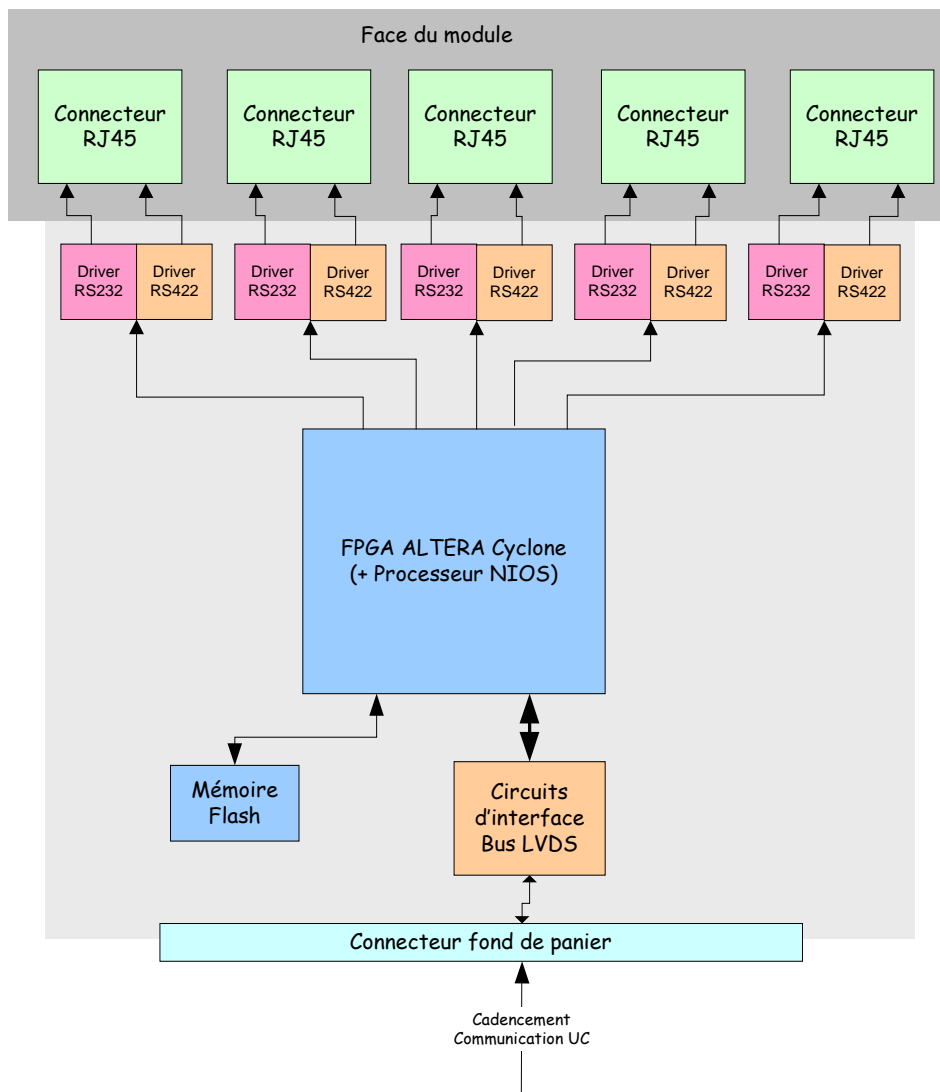 Face du module
Connecteur
RJ45
Connecteur
RJ45
Connecteur
RJ45
Connecteur
RJ45
Connecteur
RJ45
Driver
RS232
Driver
RS422
Driver
RS232
Driver
RS422
Driver
RS232
Driver
RS422
Driver
RS232
Driver
RS422
Driver
RS232
Driver
RS422
FPGA ALTERA Cyclone
(+ Processeur NIOS)
Mémoire
Flash
Circuits
d'interface
Bus LVDS
Connecteur fond de panier
Cadencement
Communication UC